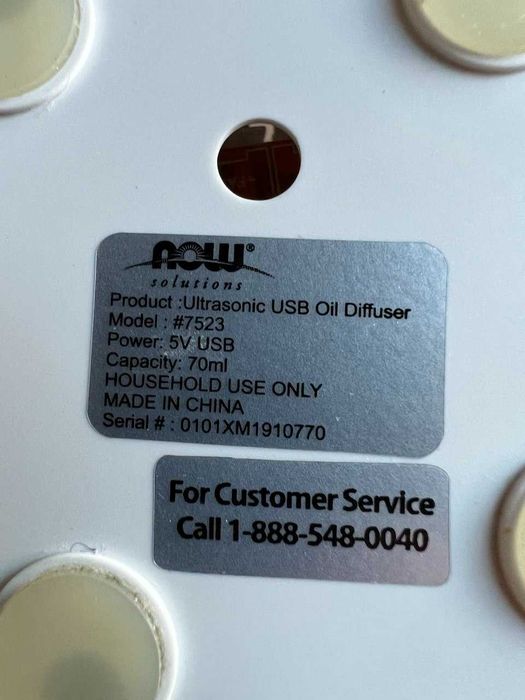 now®
solutions
Product :Ultrasonic USB Oil Diffuser
Model : #7523
Power: 5V USB
Capacity: 70ml
HOUSEHOLD USE ONLY
MADE IN CHINA
Serial # : 0101XM1910770
For Customer Service
Call 1-888-548-0040